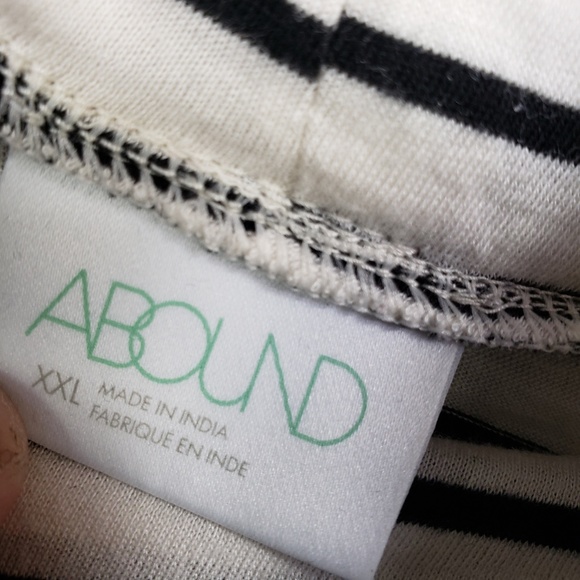 ABOUND
XXL
MADE IN INDIA
FABRIQUE EN INDE